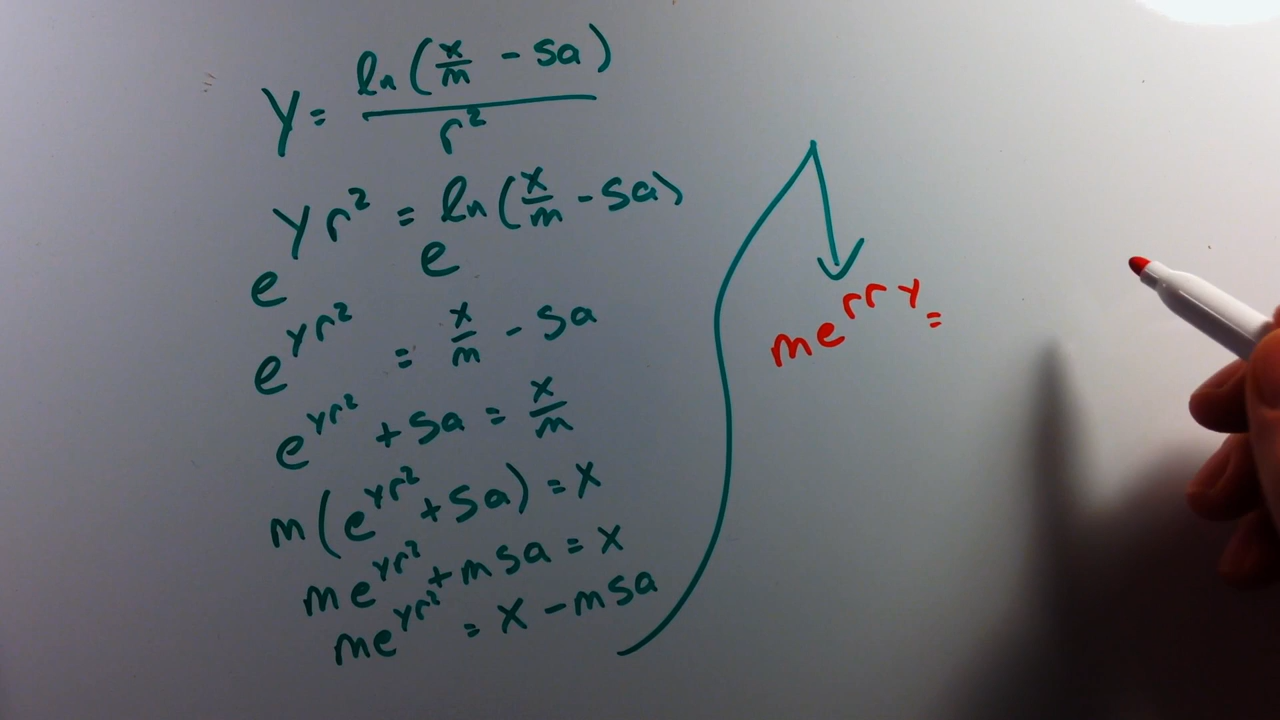 y = ln(x/m - sa) / r²
yr² = ln(x/m - sa)
e e
e^(yr²) = x/m - sa
e^(yr²) + sa = x/m
m(e^(yr²) + sa) = x
me^(yr²) + msa = x
me^(yr²) = x - msa
me^(rry) =